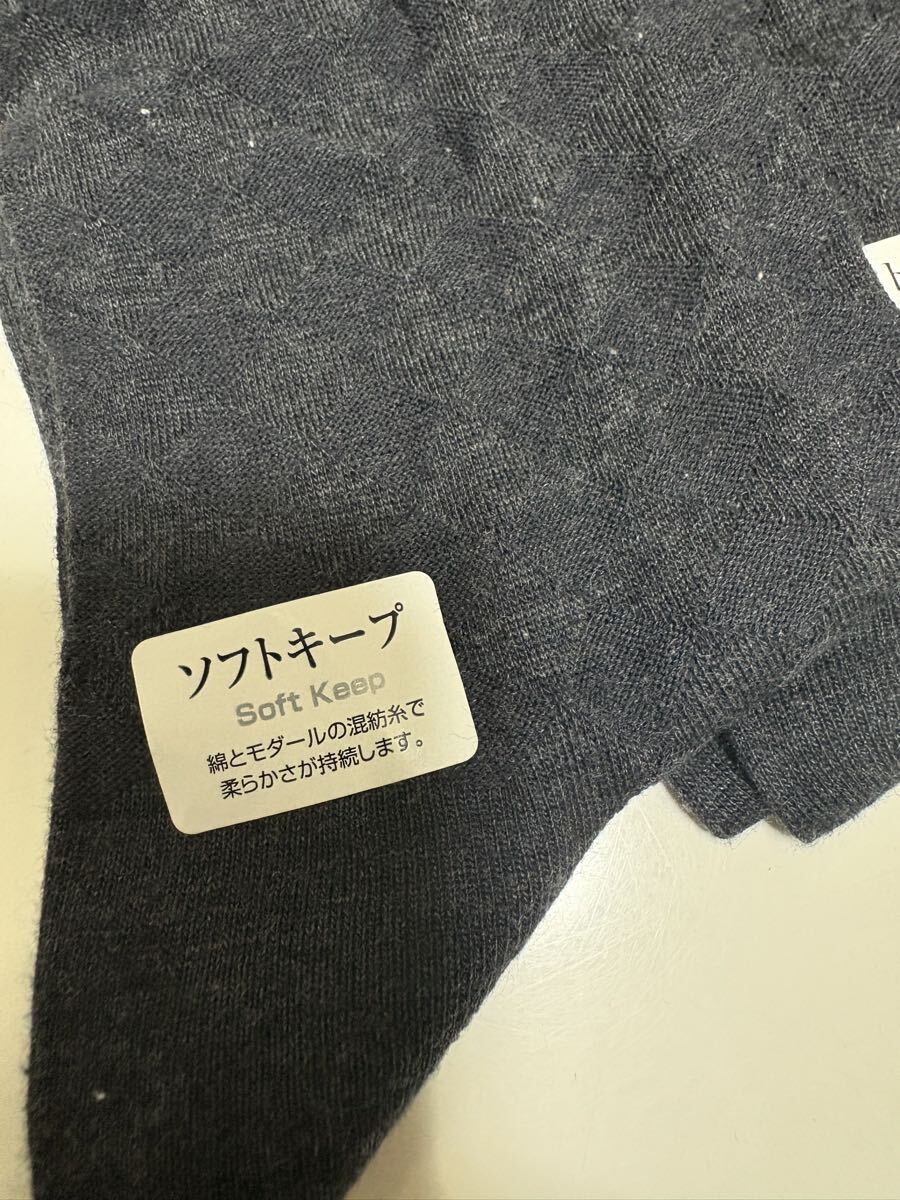 ソフトキープ
Soft Keep
綿とモダールの混紡糸で
柔らかさが持続します。